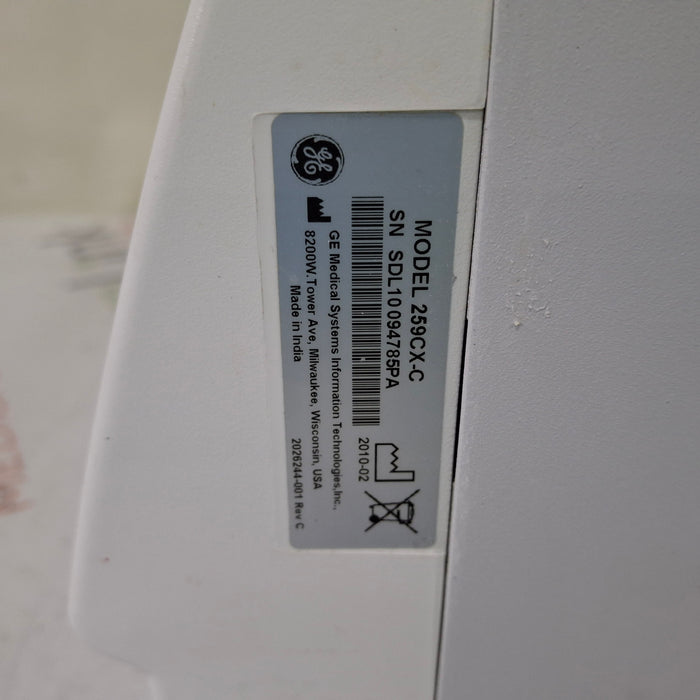 GE
MODEL 259CX-C
SN SDL10094785PA
2010-02
GE Medical Systems Information Technologies,Inc.,
8200W.Tower Ave, Milwaukee, Wisconsin, USA
Made in India
2026244-001 Rev C